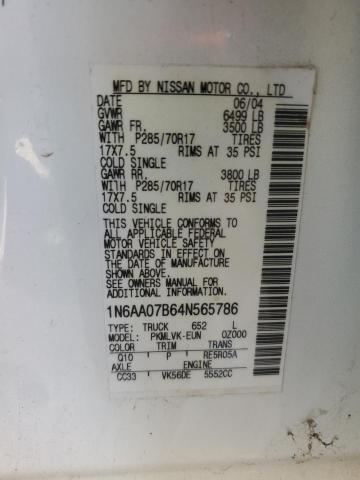 MFD BY NISSAN MOTOR CO., LTD
DATE 06/04
GVWR 6499 LB
GAWR FR. 3500 LB
WITH P285/70R17 TIRES
17X7.5 RIMS AT 35 PSI
COLD SINGLE
GAWR RR. 3800 LB
WITH P285/70R17 TIRES
17X7.5 RIMS AT 35 PSI
COLD SINGLE
THIS VEHICLE CONFORMS TO
ALL APPLICABLE FEDERAL
MOTOR VEHICLE SAFETY
STANDARDS IN EFFECT ON
THE DATE OF MANUFACTURE
SHOWN ABOVE.
SEE OWNERS MANUAL FOR
ADDITIONAL INFORMATION.
1N6AA07B64N565786
TYPE: TRUCK 652 L
PKMLVK-EUN 0Z000
COLOR TRIM TRANS
Q10 P RE5R05A
AXLE ENGINE
CC33 VK56DE 5552CC